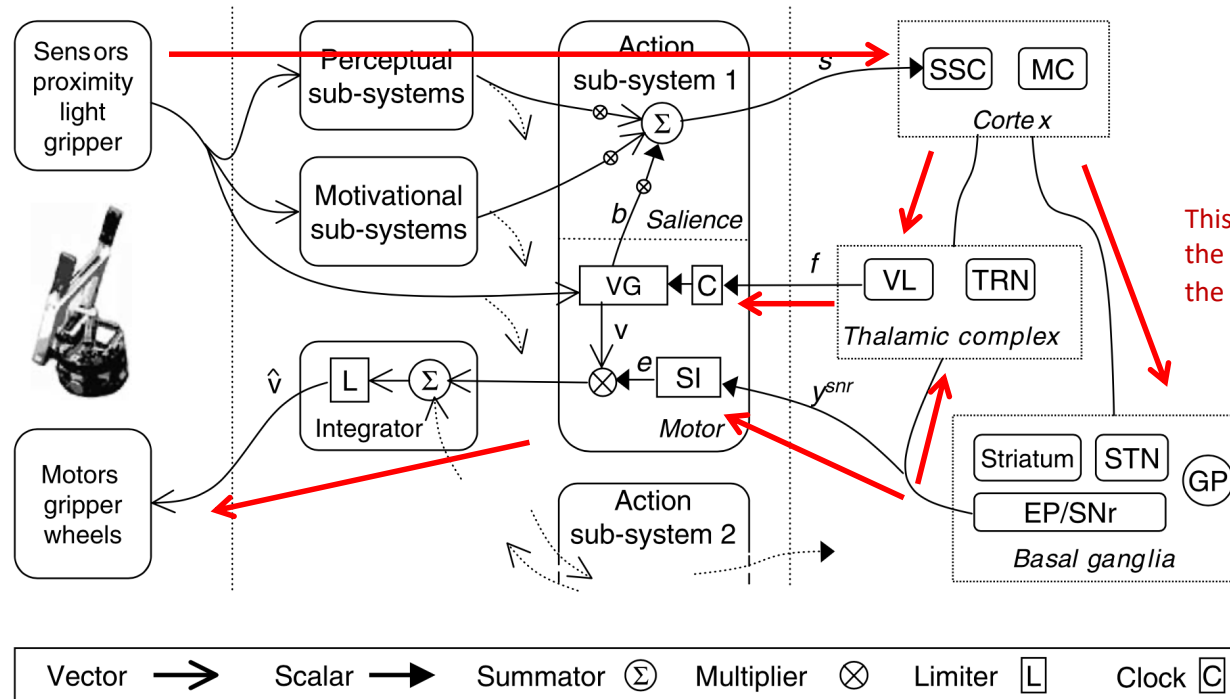 Sensors
proximity
light
gripper
Perceptual
sub-systems
Motivational
sub-systems
Action
sub-system 1
Σ
b
Salience
s
SSC
MC
Cortex
This
the
the
VG
C
f
VL
TRN
Thalamic complex
v
v̂
L
Σ
Integrator
e
SI
Motor
y^snr
Motors
gripper
wheels
Action
sub-system 2
Striatum
STN
GP
EP/SNr
Basal ganglia
Vector Scalar Summator Σ Multiplier ⊗ Limiter L Clock C